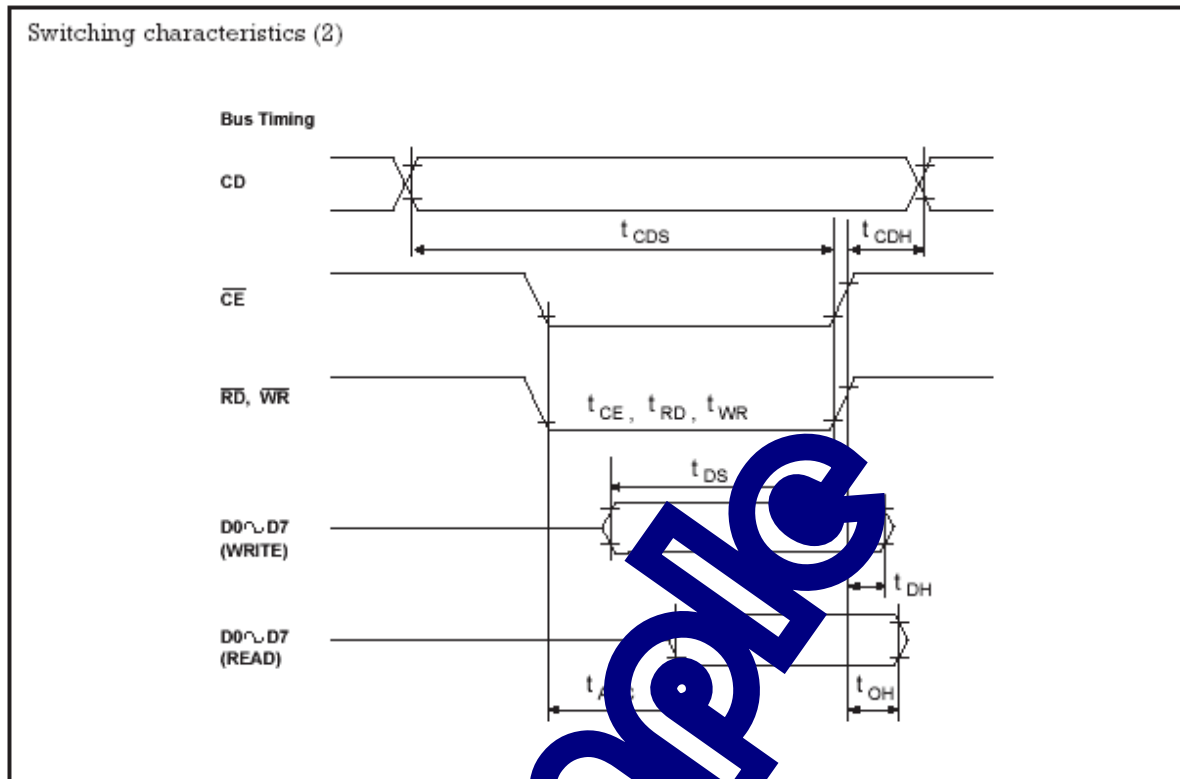 Switching characteristics (2)
Bus Timing
CD
t CDS
t CDH
CE
RD, WR
t CE , t RD , t WR
t DS
D0～D7
(WRITE)
t DH
D0～D7
(READ)
t OH